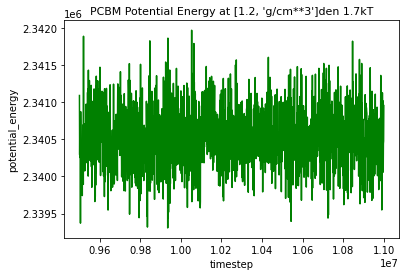 PCBM Potential Energy at [1.2, 'g/cm**3']den 1.7kT
1e6
2.3420
2.3415
2.3410
2.3405
2.3400
2.3395
potential_energy
0.96 0.98 1.00 1.02 1.04 1.06 1.08 1.10
timestep
1e7